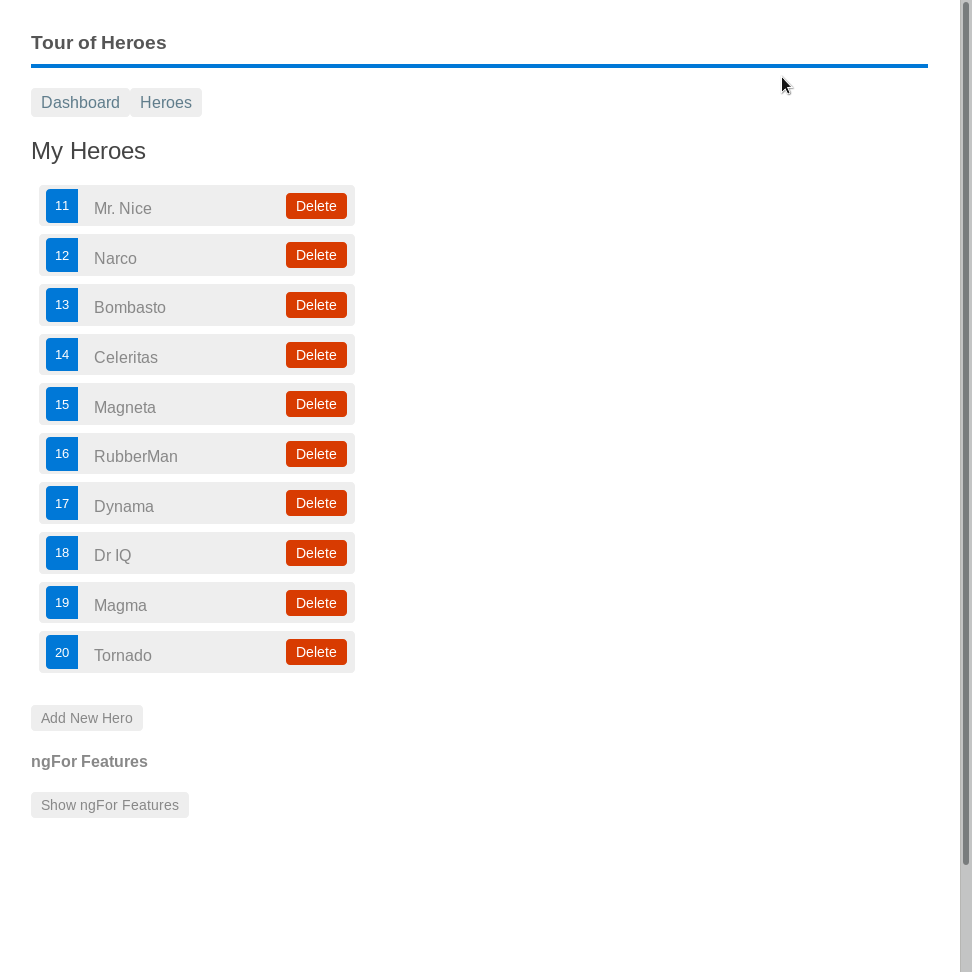 Tour of Heroes
Dashboard Heroes
My Heroes
11 Mr. Nice Delete
12 Narco Delete
13 Bombasto Delete
14 Celeritas Delete
15 Magneta Delete
16 RubberMan Delete
17 Dynama Delete
18 Dr IQ Delete
19 Magma Delete
20 Tornado Delete
Add New Hero
ngFor Features
Show ngFor Features